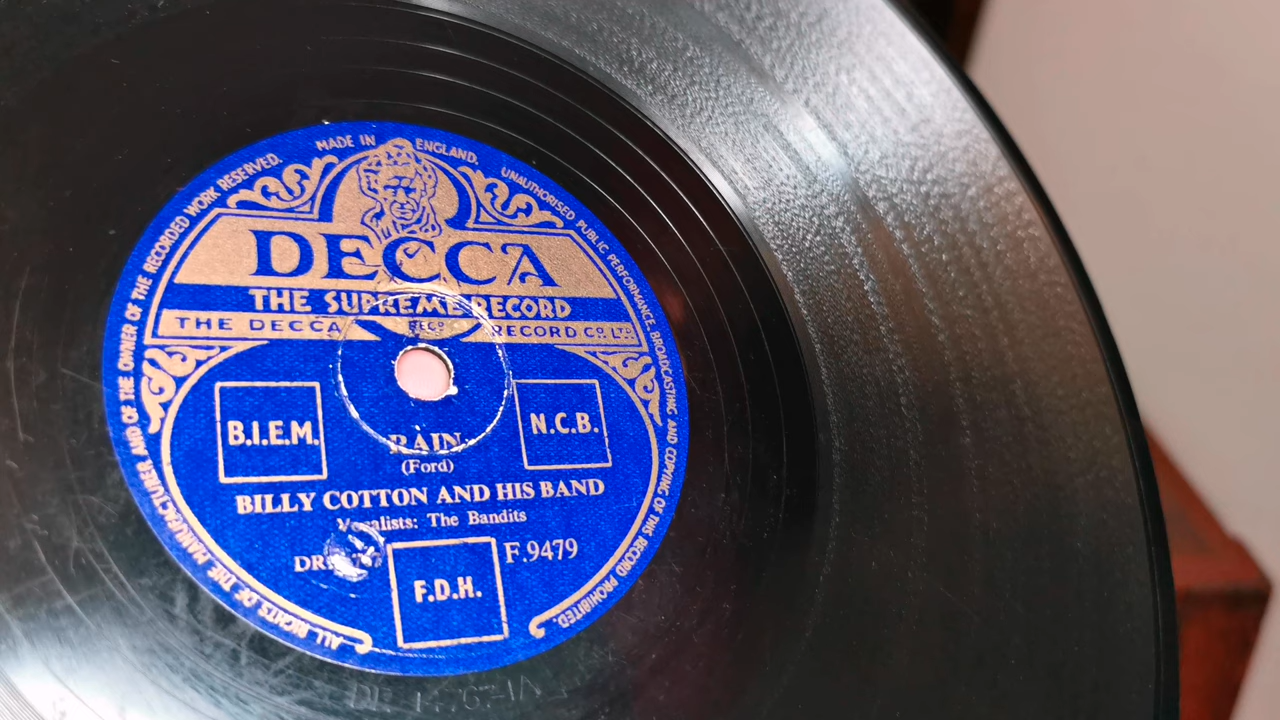 ALL RIGHTS OF THE MANUFACTURER AND OF THE OWNER OF THE RECORDED WORK RESERVED. MADE IN ENGLAND. UNAUTHORISED PUBLIC PERFORMANCE, BROADCASTING AND COPYING OF THIS RECORD PROHIBITED.
DECCA
THE SUPREME RECORD
THE DECCA RECORD CO. LTD.
B.I.E.M.
N.C.B.
RAIN
(Ford)
BILLY COTTON AND HIS BAND
Vocalists: The Bandits
F.9479
F.D.H.